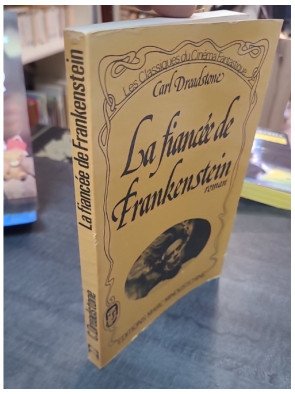 Les Classiques du Cinéma Fantastique
Carl Dreadstone
La fiancée de
Frankenstein
roman
La fiancée de Frankenstein
C. Dreadstone